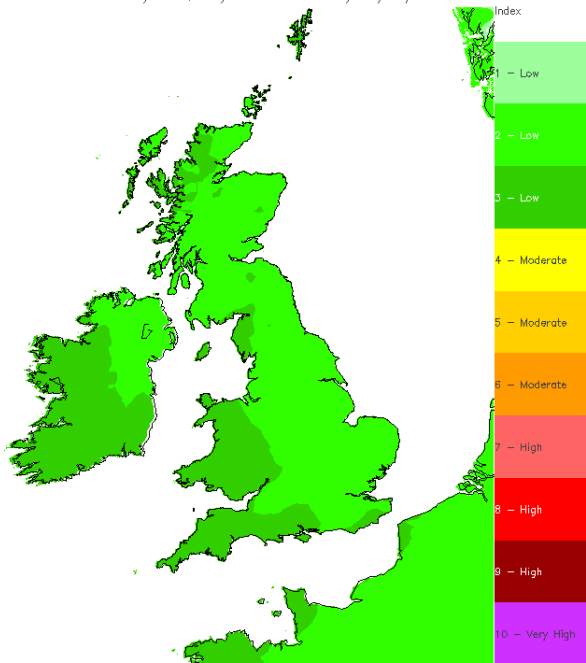 Index
1 - Low
2 - Low
3 - Low
4 - Moderate
5 - Moderate
6 - Moderate
7 - High
8 - High
9 - High
10 - Very High